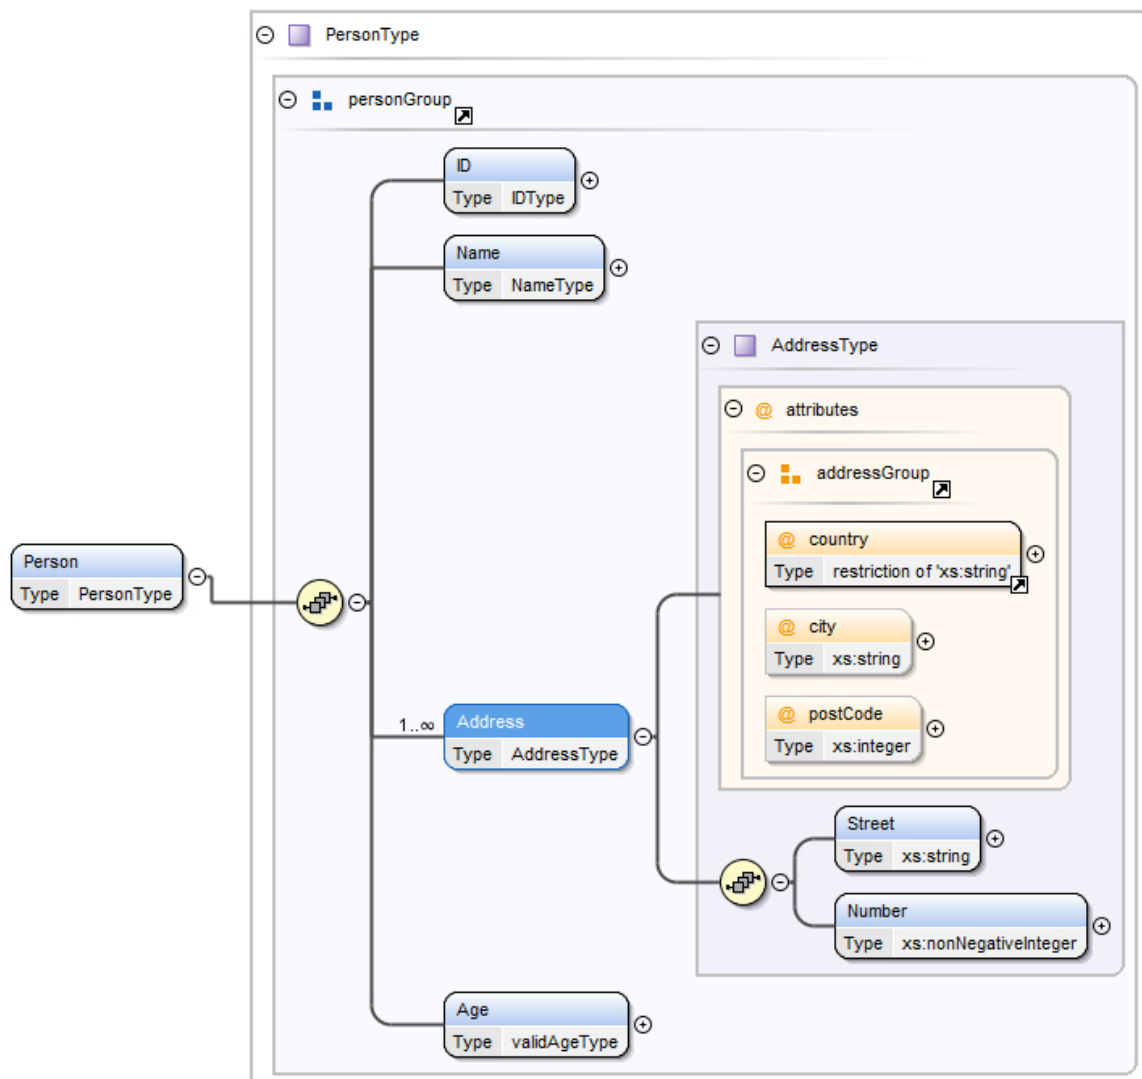 PersonType
personGroup
ID
Type IDType
Name
Type NameType
AddressType
@ attributes
addressGroup
@ country
Type restriction of 'xs:string'
Person
Type PersonType
@ city
Type xs:string
@ postCode
Type xs:integer
1..∞
Address
Type AddressType
Street
Type xs:string
Number
Type xs:nonNegativeInteger
Age
Type validAgeType